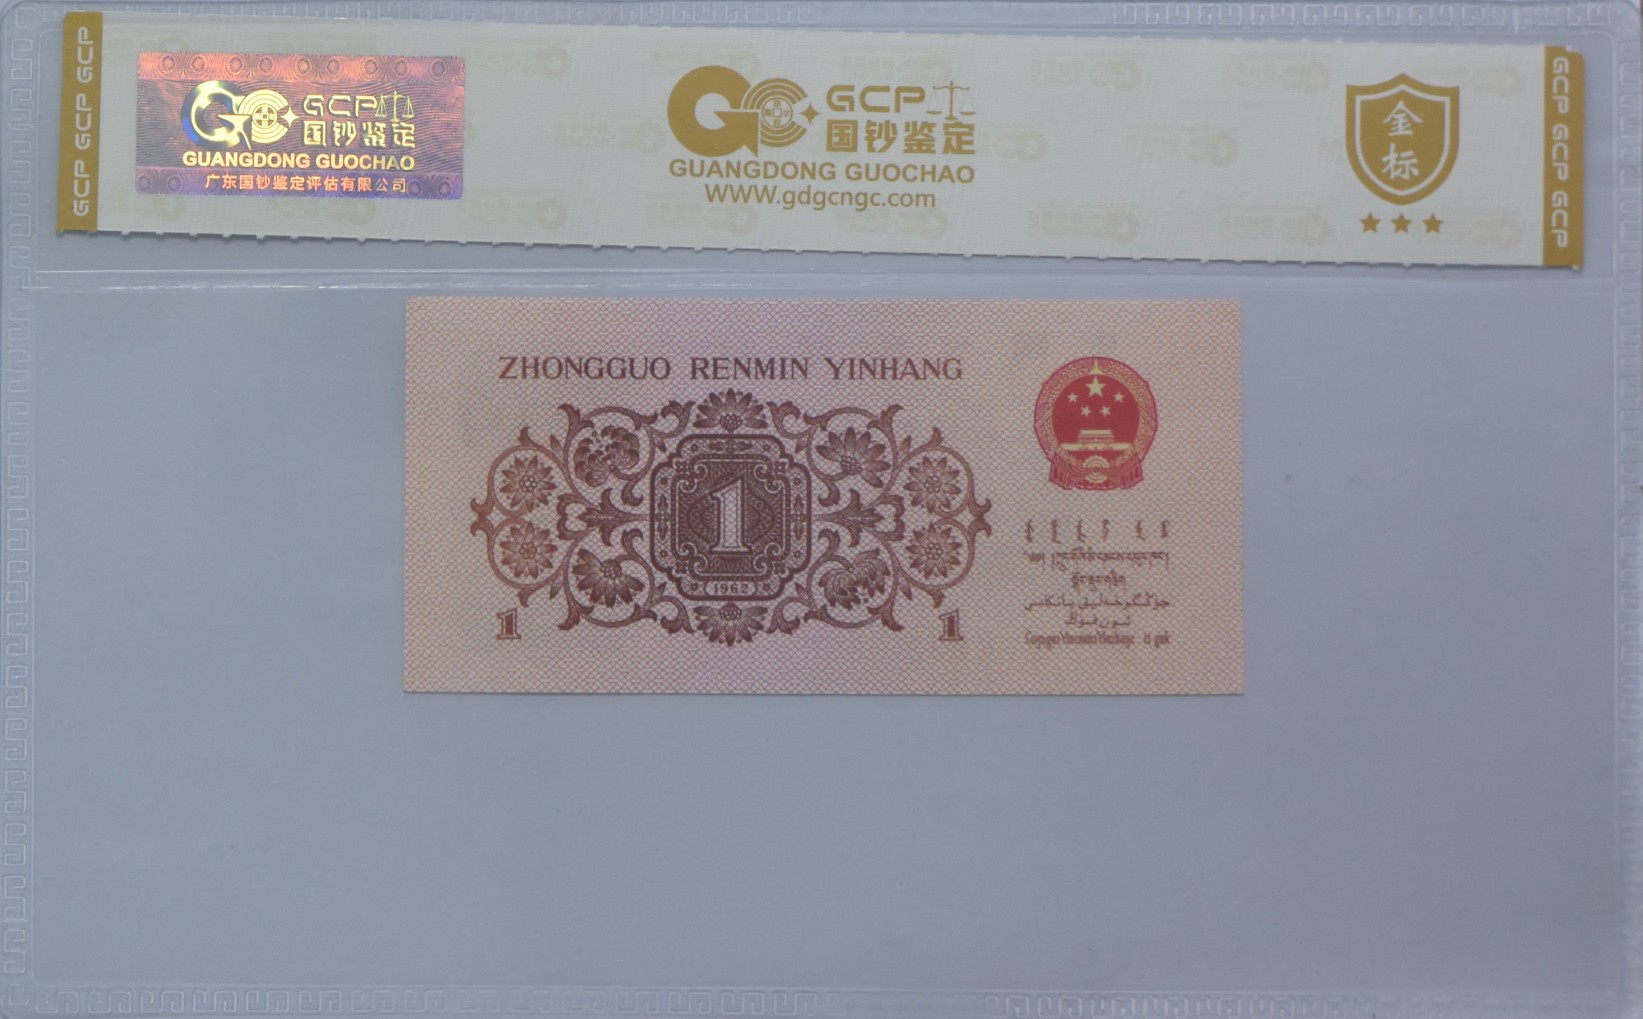 GCP GCP GCP
GCP
国钞鉴定
GUANGDONG GUOCHAO
广东国钞鉴定评估有限公司
GCP
国钞鉴定
GUANGDONG GUOCHAO
WWW.gdgcngc.com
金标
GCP GCP GCP
ZHONGGUO RENMIN YINHANG
1
(1962)
1
1